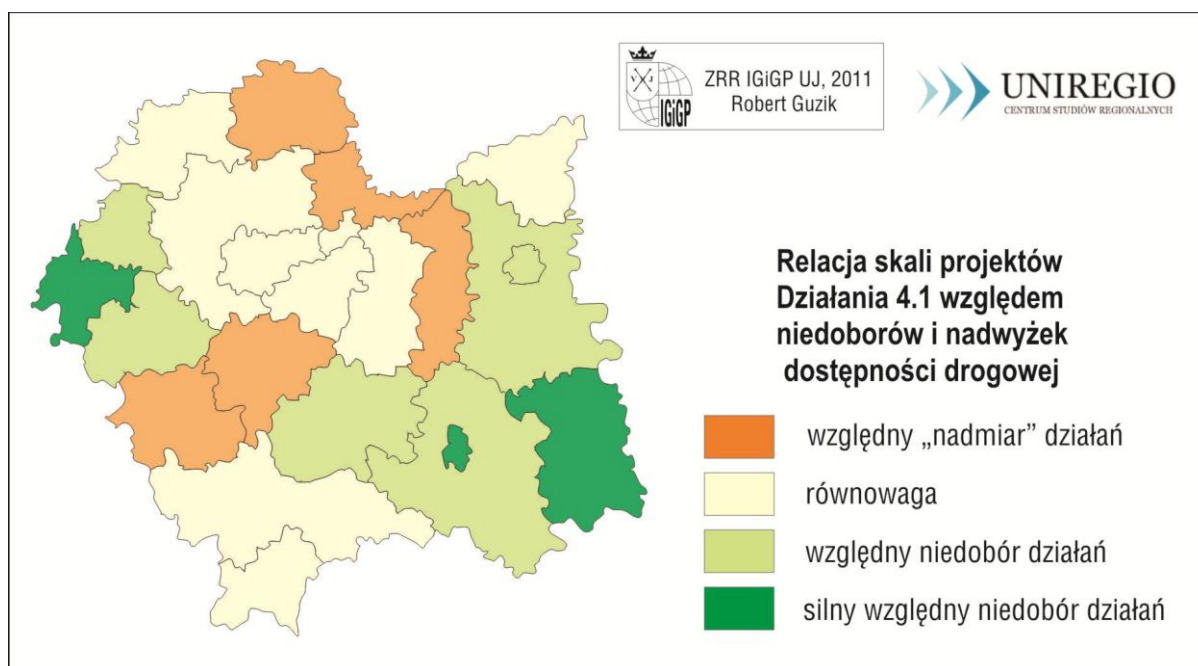 IGiGP
ZRR IGiGP UJ, 2011
Robert Guzik
UNIREGIO
CENTRUM STUDIÓW REGIONALNYCH
Relacja skali projektów
Działania 4.1 względem
niedoborów i nadwyżek
dostępności drogowej
względny „nadmiar” działań
równowaga
względny niedobór działań
silny względny niedobór działań